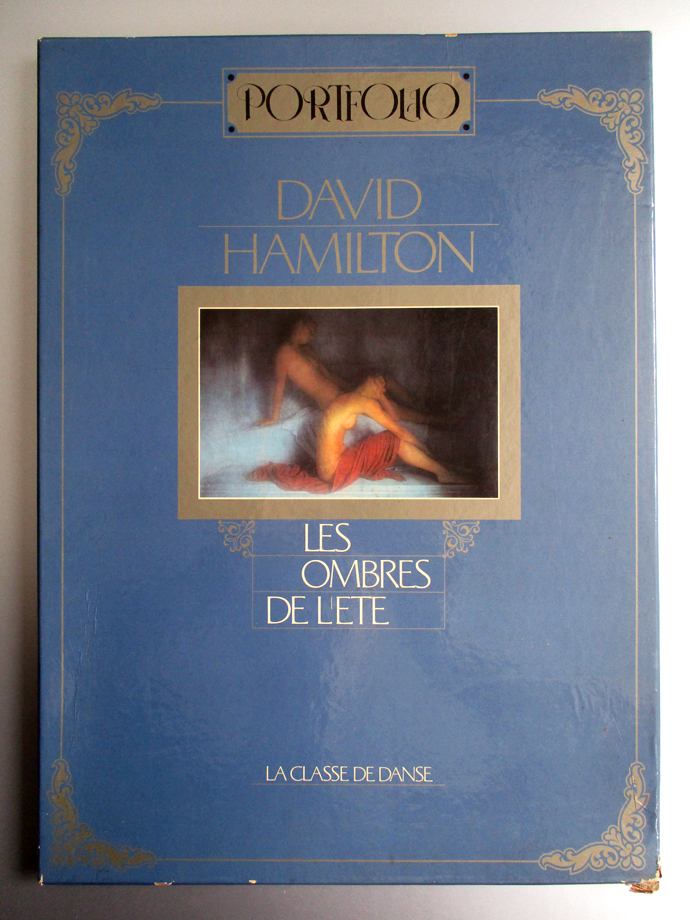 PORTFOLIO
DAVID
HAMILTON
LES
OMBRES
DE L'ETE
LA CLASSE DE DANSE